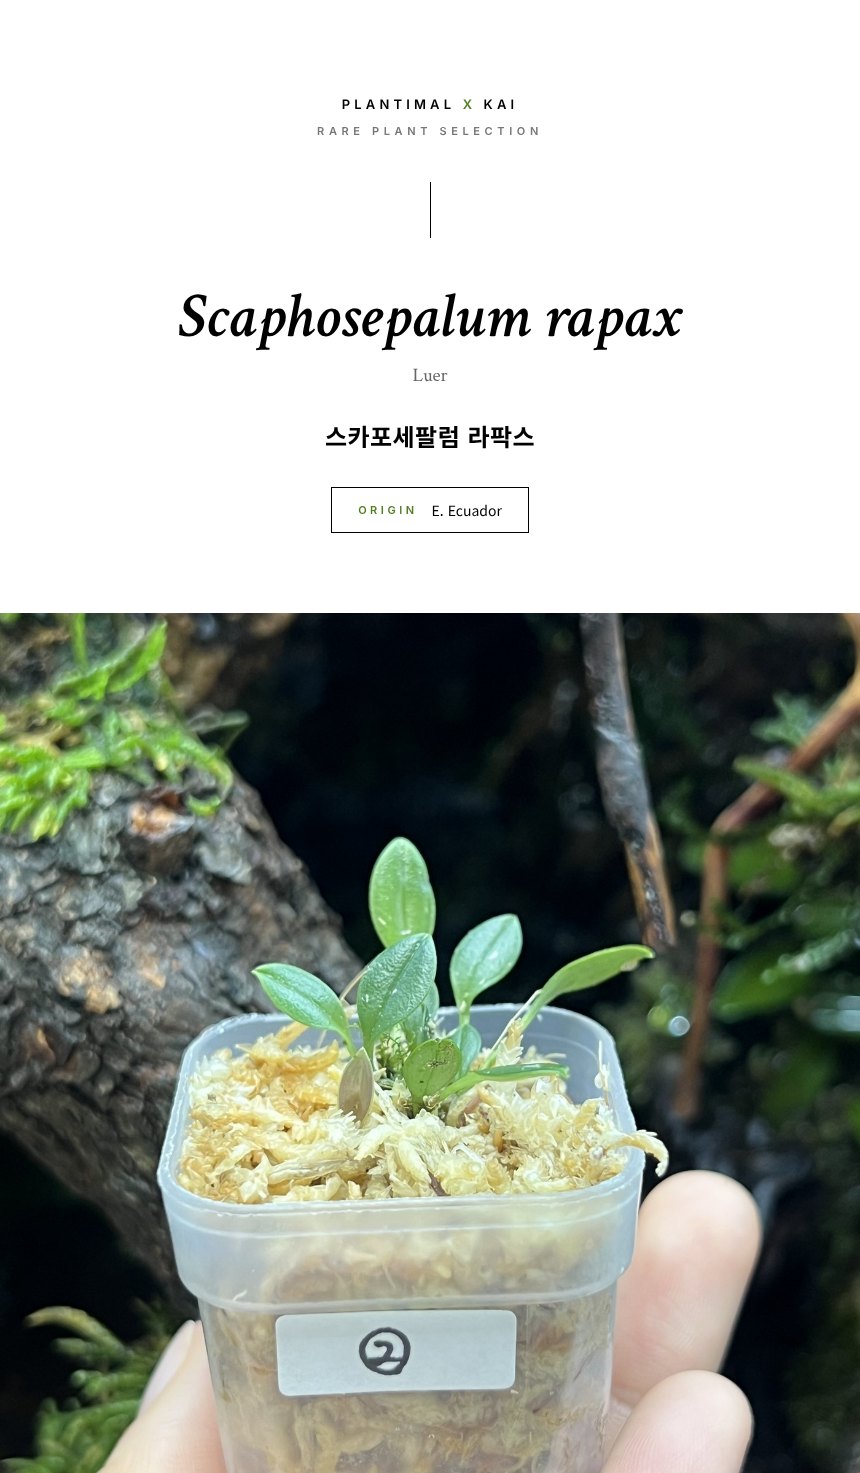 PLANTIMAL X KAI
RARE PLANT SELECTION
Scaphosepalum rapax
Luer
스카포세팔럼 라팍스
ORIGIN E. Ecuador
②